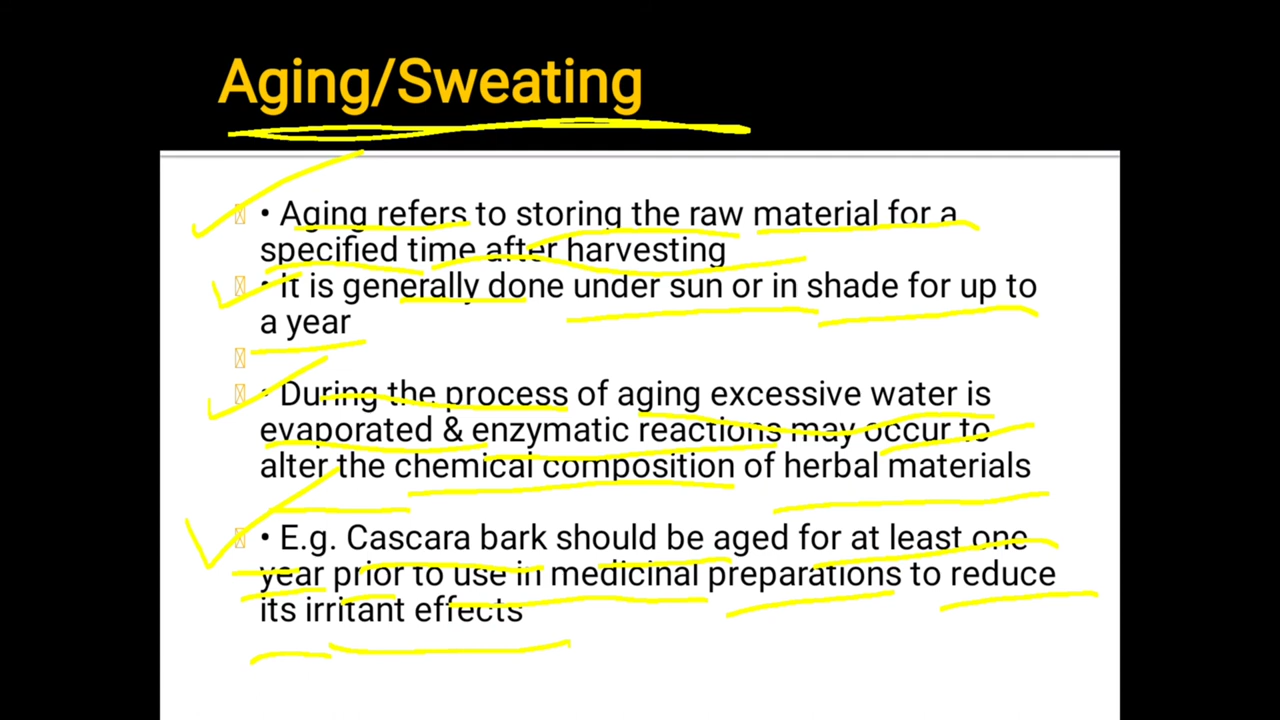 Aging/Sweating
• Aging refers to storing the raw material for a
specified time after harvesting
• It is generally done under sun or in shade for up to
a year
• During the process of aging excessive water is
evaporated & enzymatic reactions may occur to
alter the chemical composition of herbal materials
• E.g. Cascara bark should be aged for at least one
year prior to use in medicinal preparations to reduce
its irritant effects